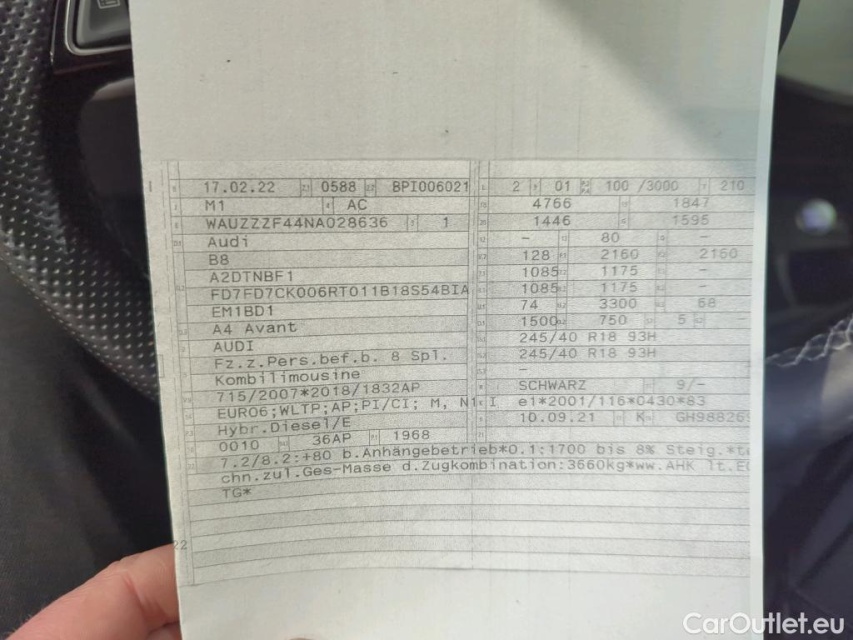 17.02.22 0588 BPI006021 2 01 100 /3000 210
M1 AC 4766 1847
WAUZZZF44NA028636 1 1446 1595
Audi - 80 -
B8 128 2160 2160
A2DTNBF1 1085 1175 -
FD7FD7CK006RT011B18S54BIA 1085 1175 -
EM1BD1 74 3300 68
A4 Avant 1500 750 5 -
AUDI 245/40 R18 93H
Fz.z.Pers.bef.b. 8 Spl. 245/40 R18 93H
Kombilimousine -
715/2007*2018/1832AP SCHWARZ 9/-
EURO6;WLTP;AP;PI/CI; M, N1 I e1*2001/116*0430*83
Hybr.Diesel/E 10.09.21 K GH98826
0010 36AP 1968
7.2/8.2:+80 b.Anhängebetrieb*0.1:1700 bis 8% Steig.*te
chn.zul.Ges-Masse d.Zugkombination:3660kg*ww.AHK lt.EG
TG*
22
CarOutlet.eu